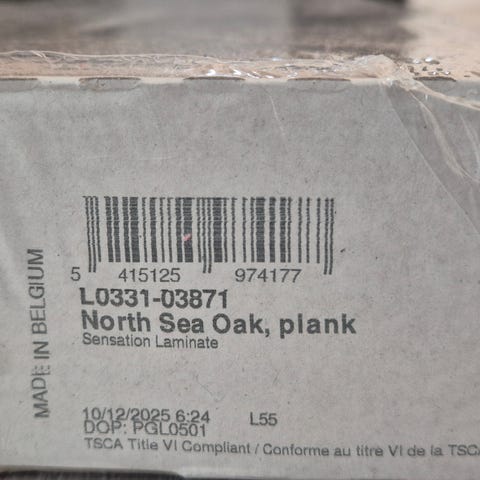 MADE IN BELGIUM
5 415125 974177
L0331-03871
North Sea Oak, plank
Sensation Laminate
10/12/2025 6:24 L55
DOP: PGL0501
TSCA Title VI Compliant / Conforme au titre VI de la TSC